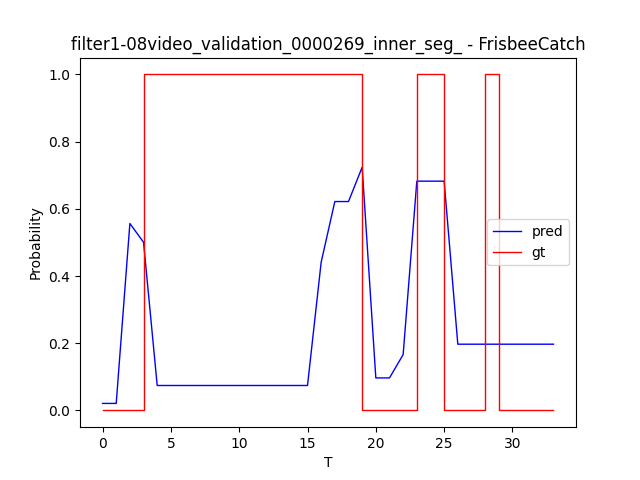 filter1-08video_validation_0000269_inner_seg_ - FrisbeeCatch
1.0
0.8
0.6
0.4
0.2
0.0
Probability
pred
gt
0
5
10
15
20
25
30
T